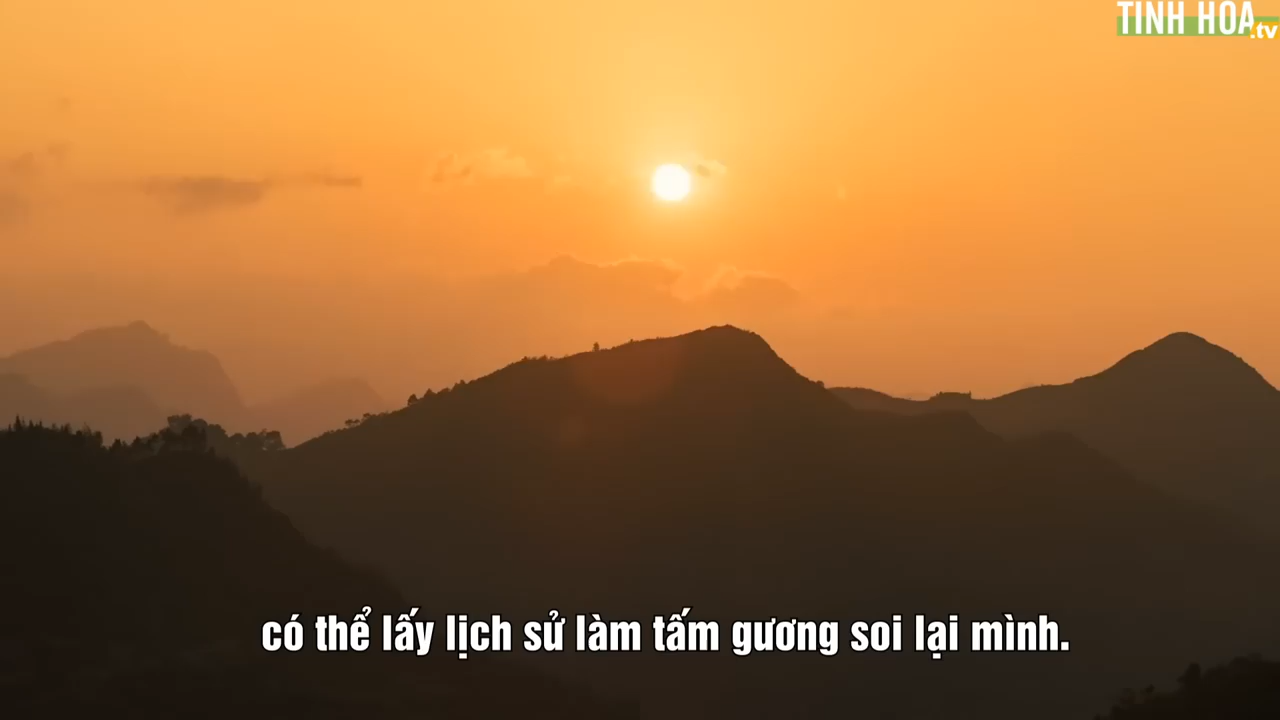 TINH HOA
.tv
có thể lấy lịch sử làm tấm gương soi lại mình.